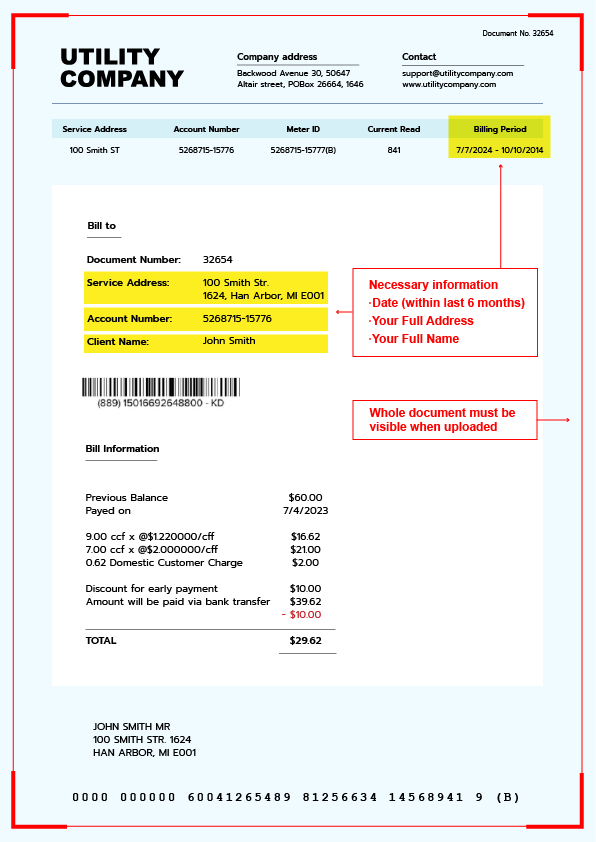 Document No. 32654
UTILITY
COMPANY
Company address
Backwood Avenue 30, 50647
Altair street, POBox 26664, 1646
Contact
support@utilitycompany.com
www.utilitycompany.com
Service Address Account Number Meter ID Current Read Billing Period
100 Smith ST 5268715-15776 5268715-15777(B) 841 7/7/2024 - 10/10/2014
Bill to
Document Number: 32654
Service Address: 100 Smith Str.
1624, Han Arbor, MI E001
Account Number: 5268715-15776
Client Name: John Smith
Necessary information
·Date (within last 6 months)
·Your Full Address
·Your Full Name
(889) 15016692648800 - KD
Whole document must be
visible when uploaded
Bill Information
Previous Balance $60.00
Payed on 7/4/2023
9.00 ccf x @$1.220000/cff $16.62
7.00 ccf x @$2.000000/cff $21.00
0.62 Domestic Customer Charge $2.00
Discount for early payment $10.00
Amount will be paid via bank transfer $39.62
- $10.00
TOTAL $29.62
JOHN SMITH MR
100 SMITH STR. 1624
HAN ARBOR, MI E001
0000 000000 60041265489 81256634 14568941 9 (B)